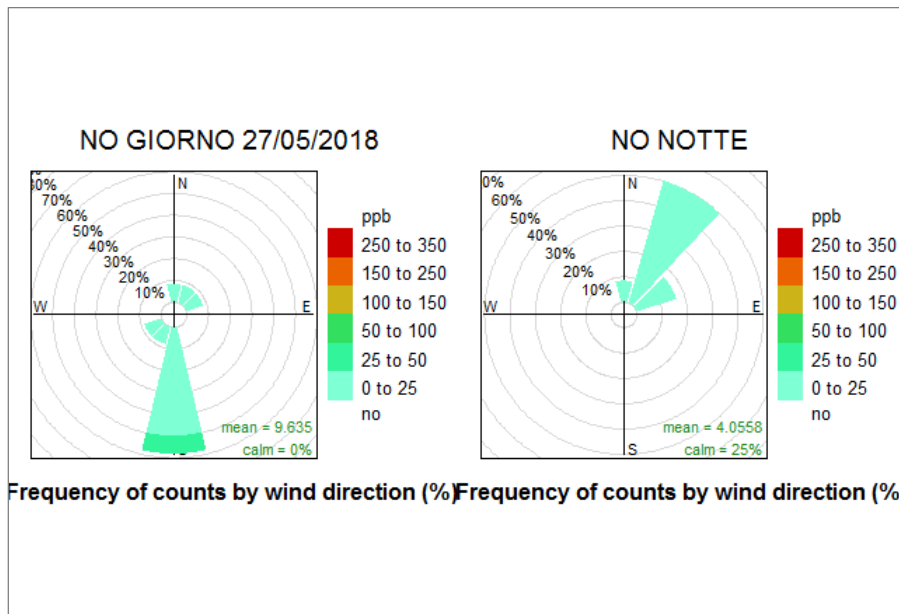 NO GIORNO 27/05/2018
N
70%
60%
50%
40%
30%
20%
10%
W
E
mean = 9.635
calm = 0%
ppb
250 to 350
150 to 250
100 to 150
50 to 100
25 to 50
0 to 25
no
Frequency of counts by wind direction (%)
NO NOTTE
N
60%
50%
40%
30%
20%
10%
W
E
S
mean = 4.0558
calm = 25%
ppb
250 to 350
150 to 250
100 to 150
50 to 100
25 to 50
0 to 25
no
Frequency of counts by wind direction (%